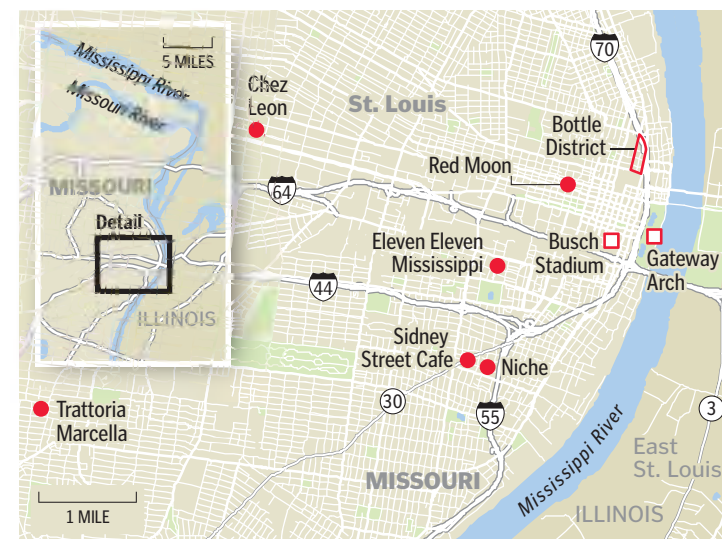 5 MILES
Mississippi River
Missouri River
MISSOURI
Detail
ILLINOIS
Chez
Leon
St. Louis
70
Bottle
District
Red Moon
64
Eleven Eleven
Mississippi
Busch
Stadium
Gateway
Arch
44
Sidney
Street Cafe
Niche
30
55
3
Trattoria
Marcella
Mississippi River
East
St. Louis
MISSOURI
ILLINOIS
1 MILE